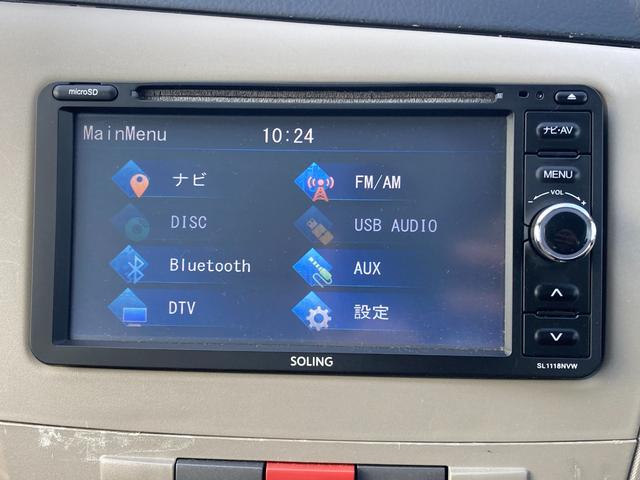 microSD
MainMenu 10:24
ナビ・AV
ナビ FM/AM
MENU
VOL
DISC USB AUDIO
Bluetooth AUX
DTV 設定
SOLING
SL1118NVW